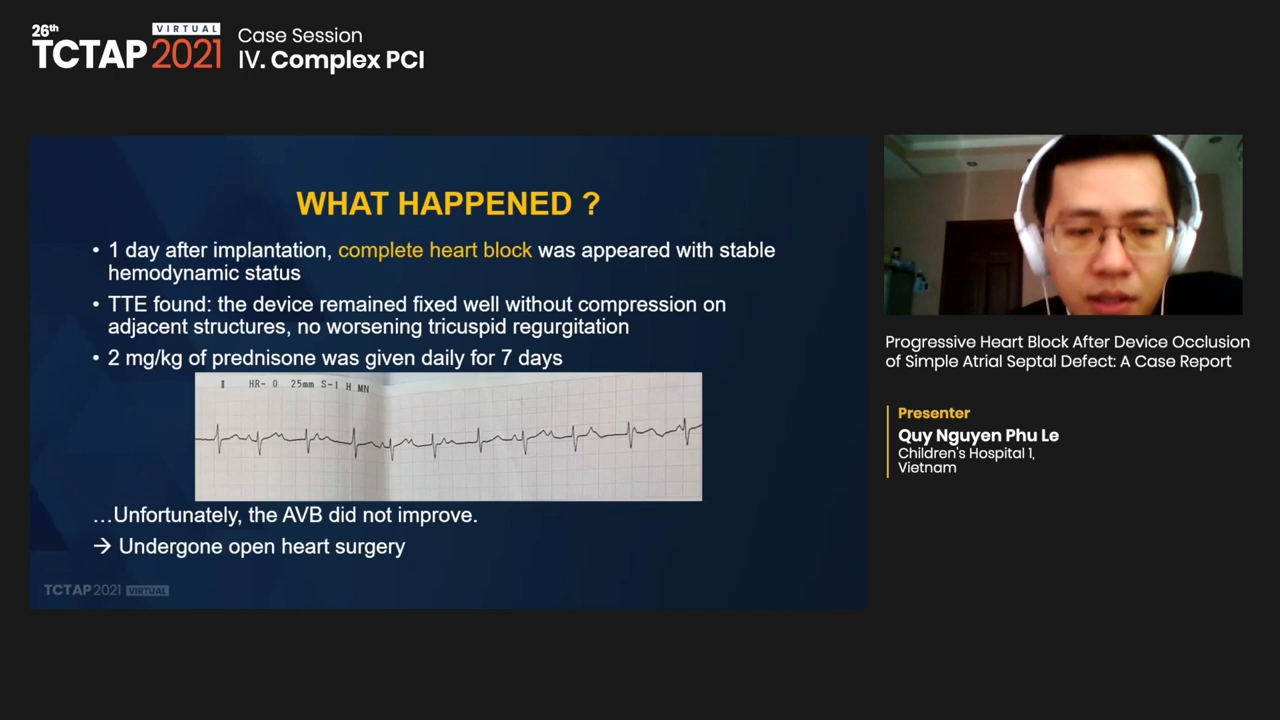 26th
TCTAP
VIRTUAL
2021
Case Session
IV. Complex PCI
WHAT HAPPENED ?
• 1 day after implantation, complete heart block was appeared with stable
hemodynamic status
• TTE found: the device remained fixed well without compression on
adjacent structures, no worsening tricuspid regurgitation
• 2 mg/kg of prednisone was given daily for 7 days
II HR- 0 25mm S-1 H MN
…Unfortunately, the AVB did not improve.
→ Undergone open heart surgery
TCTAP 2021 VIRTUAL
Progressive Heart Block After Device Occlusion
of Simple Atrial Septal Defect: A Case Report
Presenter
Quy Nguyen Phu Le
Children's Hospital 1,
Vietnam